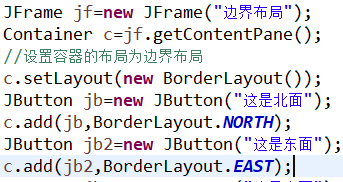 JFrame jf=new JFrame("边界布局");
Container c=jf.getContentPane();
//设置容器的布局为边界布局
c.setLayout(new BorderLayout());
JButton jb=new JButton("这是北面");
c.add(jb,BorderLayout.NORTH);
JButton jb2=new JButton("这是东面");
c.add(jb2,BorderLayout.EAST);